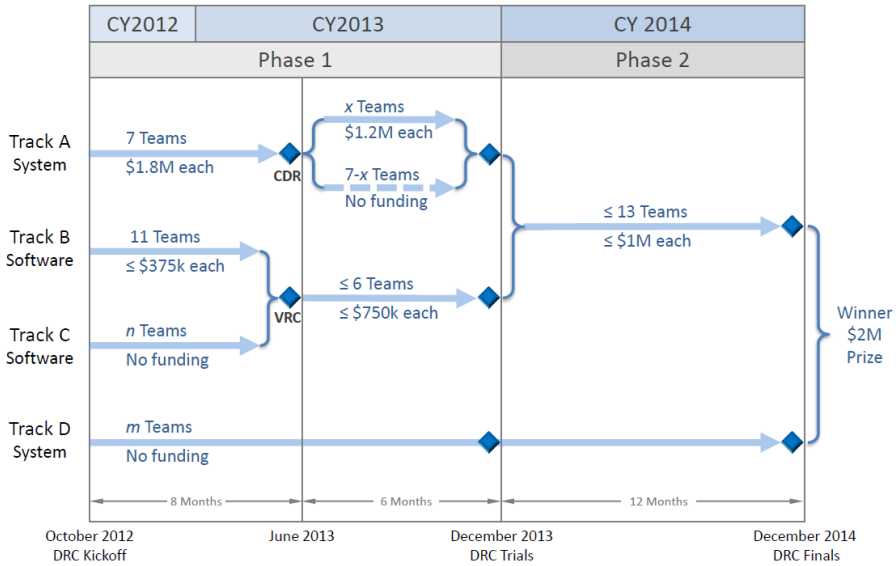 CY2012
CY2013
CY 2014
Phase 1
Phase 2
Track A
System
7 Teams
$1.8M each
CDR
x Teams
$1.2M each
7-x Teams
No funding
Track B
Software
11 Teams
≤ $375k each
VRC
≤ 6 Teams
≤ $750k each
≤ 13 Teams
≤ $1M each
Track C
Software
n Teams
No funding
Winner
$2M
Prize
Track D
System
m Teams
No funding
8 Months
6 Months
12 Months
October 2012
DRC Kickoff
June 2013
December 2013
DRC Trials
December 2014
DRC Finals